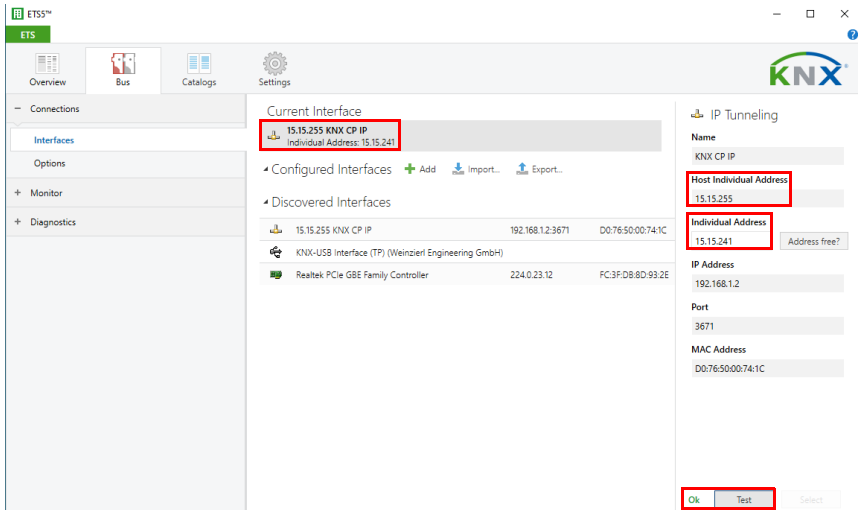 ETS5™
ETS
Overview
Bus
Catalogs
Settings
KNX
Connections
Interfaces
Options
Monitor
Diagnostics
Current Interface
15.15.255 KNX CP IP
Individual Address: 15.15.241
Configured Interfaces Add Import... Export...
Discovered Interfaces
15.15.255 KNX CP IP 192.168.1.2:3671 D0:76:50:00:74:1C
KNX-USB Interface (TP) (Weinzierl Engineering GmbH)
Realtek PCIe GBE Family Controller 224.0.23.12 FC:3F:DB:8D:93:2E
IP Tunneling
Name
KNX CP IP
Host Individual Address
15.15.255
Individual Address
15.15.241 Address free?
IP Address
192.168.1.2
Port
3671
MAC Address
D0:76:50:00:74:1C
Ok Test Select